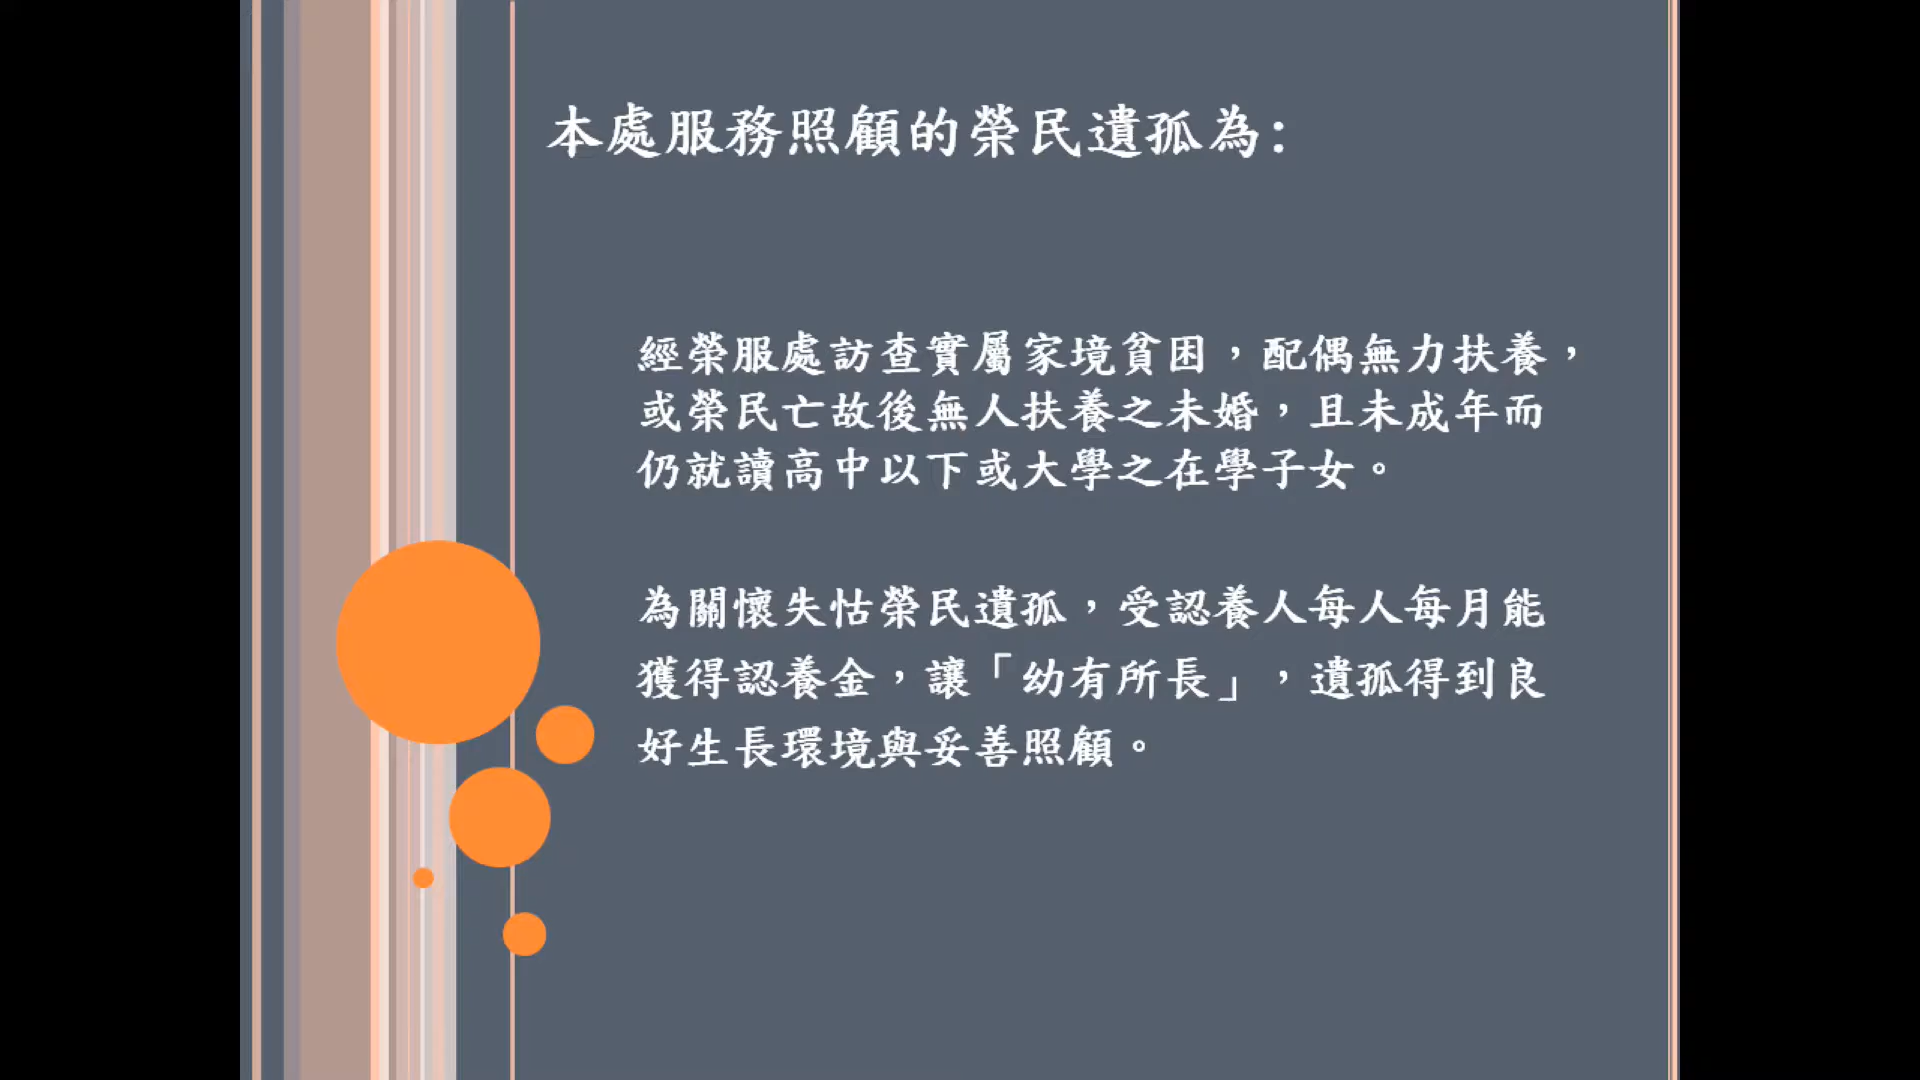 本處服務照顧的榮民遺孤為:
經榮服處訪查實屬家境貧困，配偶無力扶養，
或榮民亡故後無人扶養之未婚，且未成年而
仍就讀高中以下或大學之在學子女。
為關懷失怙榮民遺孤，受認養人每人每月能
獲得認養金，讓「幼有所長」，遺孤得到良
好生長環境與妥善照顧。